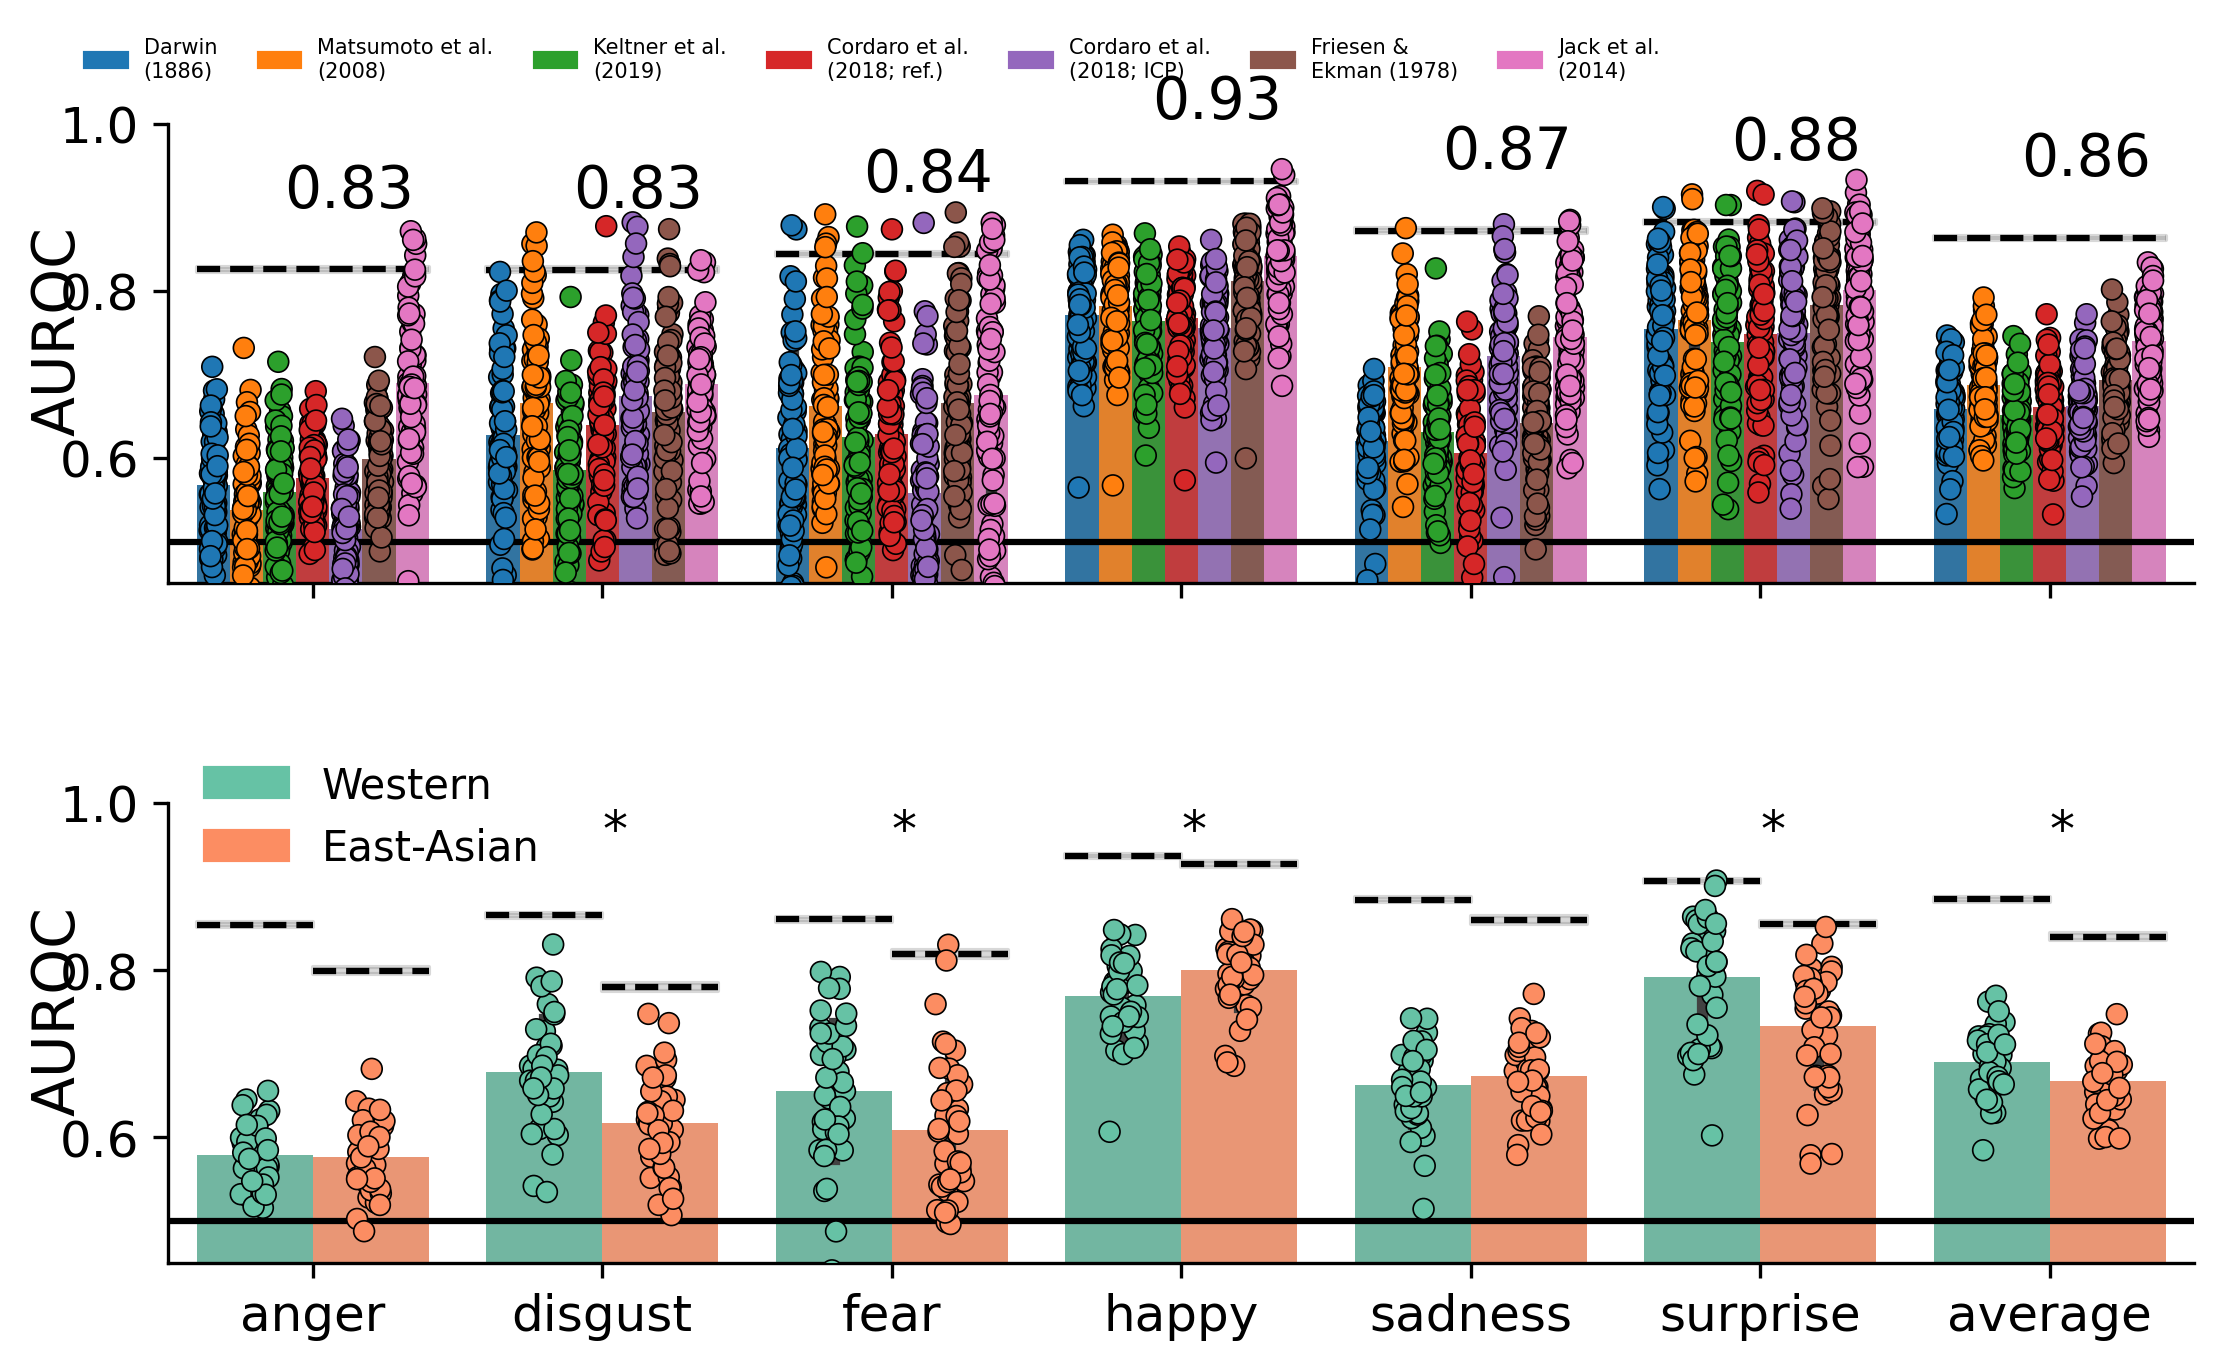 Darwin
(1886)
Matsumoto et al.
(2008)
Keltner et al.
(2019)
Cordaro et al.
(2018; ref.)
Cordaro et al.
(2018; ICP)
Friesen &
Ekman (1978)
Jack et al.
(2014)
AUROC
1.0
0.8
0.6
0.83
0.83
0.84
0.93
0.87
0.88
0.86
Western
East-Asian
AUROC
1.0
0.8
0.6
*
*
*
*
*
anger
disgust
fear
happy
sadness
surprise
average